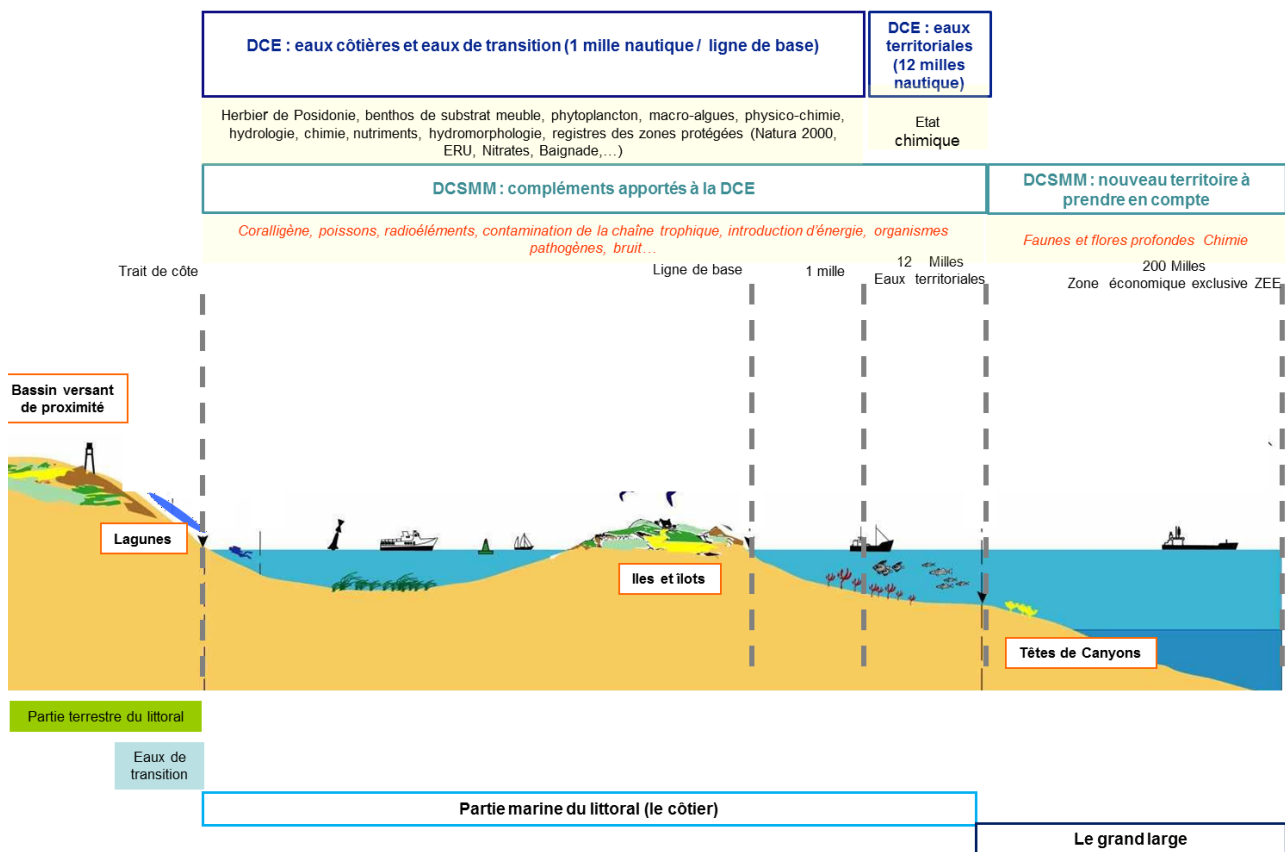 DCE : eaux côtières et eaux de transition (1 mille nautique / ligne de base)
DCE : eaux
territoriales
(12 milles
nautique)
Herbier de Posidonie, benthos de substrat meuble, phytoplancton, macro-algues, physico-chimie,
hydrologie, chimie, nutriments, hydromorphologie, registres des zones protégées (Natura 2000,
ERU, Nitrates, Baignade,…)
Etat
chimique
DCSMM : compléments apportés à la DCE
DCSMM : nouveau territoire à
prendre en compte
Coralligène, poissons, radioéléments, contamination de la chaîne trophique, introduction d'énergie, organismes
pathogènes, bruit…
Faunes et flores profondes Chimie
Trait de côte
Ligne de base
1 mille
12 Milles
Eaux territoriales
200 Milles
Zone économique exclusive ZEE
Bassin versant
de proximité
Lagunes
Iles et îlots
Têtes de Canyons
Partie terrestre du littoral
Eaux de
transition
Partie marine du littoral (le côtier)
Le grand large